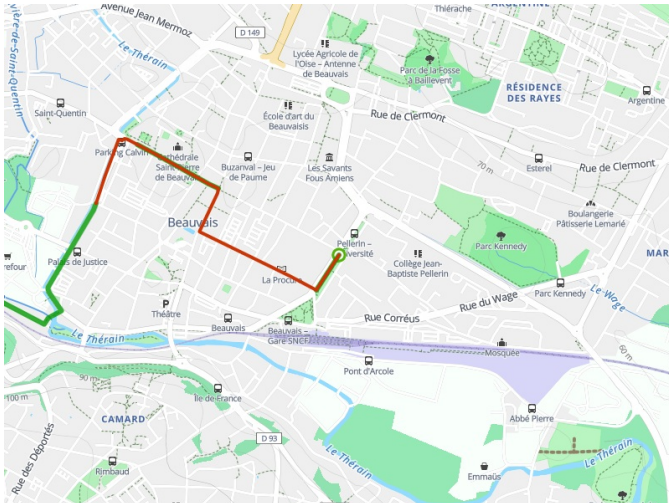 Avenue Jean Mermoz
Thiérache
D 149
Le Thérain
Lycée Agricole de
l'Oise – Antenne
de Beauvais
Parc de la Fosse
à Baillevent
RÉSIDENCE
DES RAYES
Argentine
Saint-Quentin
École d'art du
Beauvaisis
Rue de Clermont
Parking Calvin
Cathédrale
Saint-Pierre
de Beauvais
Buzanval – Jeu
de Paume
Les Savants
Fous Amiens
70 m
Esterel
Rue de Clermont
Beauvais
Boulangerie
Pâtisserie Lemarié
Palais de Justice
Pellerin –
Collège Jean-
Baptiste Pellerin
Parc Kennedy
MAR
refour
La Procure
Parc Kennedy
Le Wage
P
Théâtre
Rue du Wage
Rue Corréus
Beauvais
Beauvais –
Gare SNCF
Le Thérain
Mosquée
60 m
Pont d'Arcole
90 m
100 m
Île-de-France
CAMARD
Abbé Pierre
D 93
Rue des Déportés
Le Thérain
Le Thérain
Rimbaud
Emmaüs